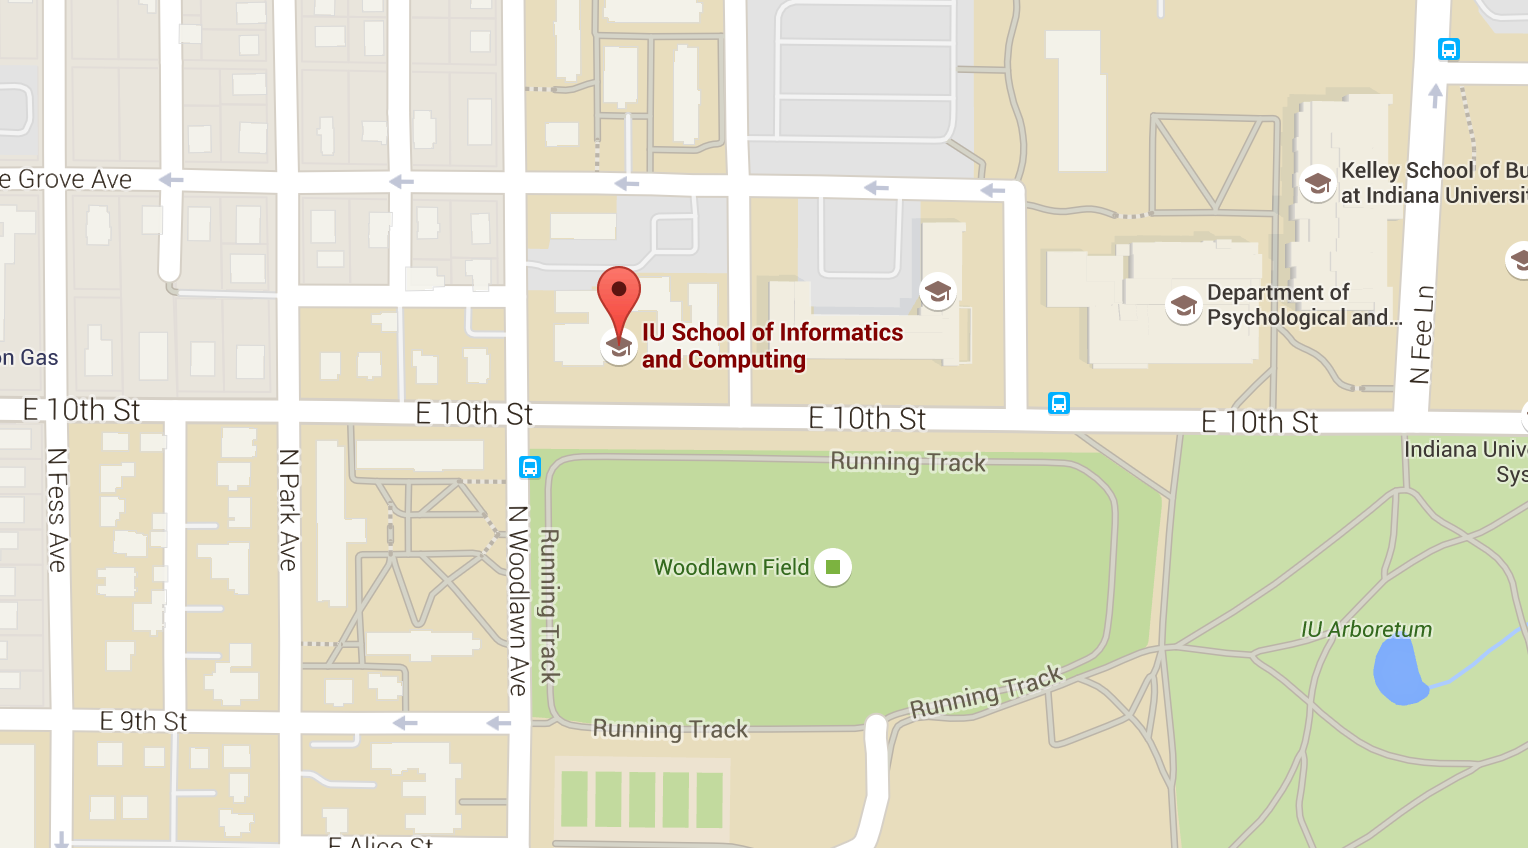 e Grove Ave
Kelley School of Bu
at Indiana Universit
Department of
Psychological and...
N Fee Ln
IU School of Informatics
and Computing
on Gas
E 10th St
E 10th St
E 10th St
E 10th St
N Fess Ave
N Park Ave
N Woodlawn Ave
Running Track
Running Track
Woodlawn Field
Indiana Unive
Sys
IU Arboretum
Running Track
Running Track
E 9th St
E Alice St